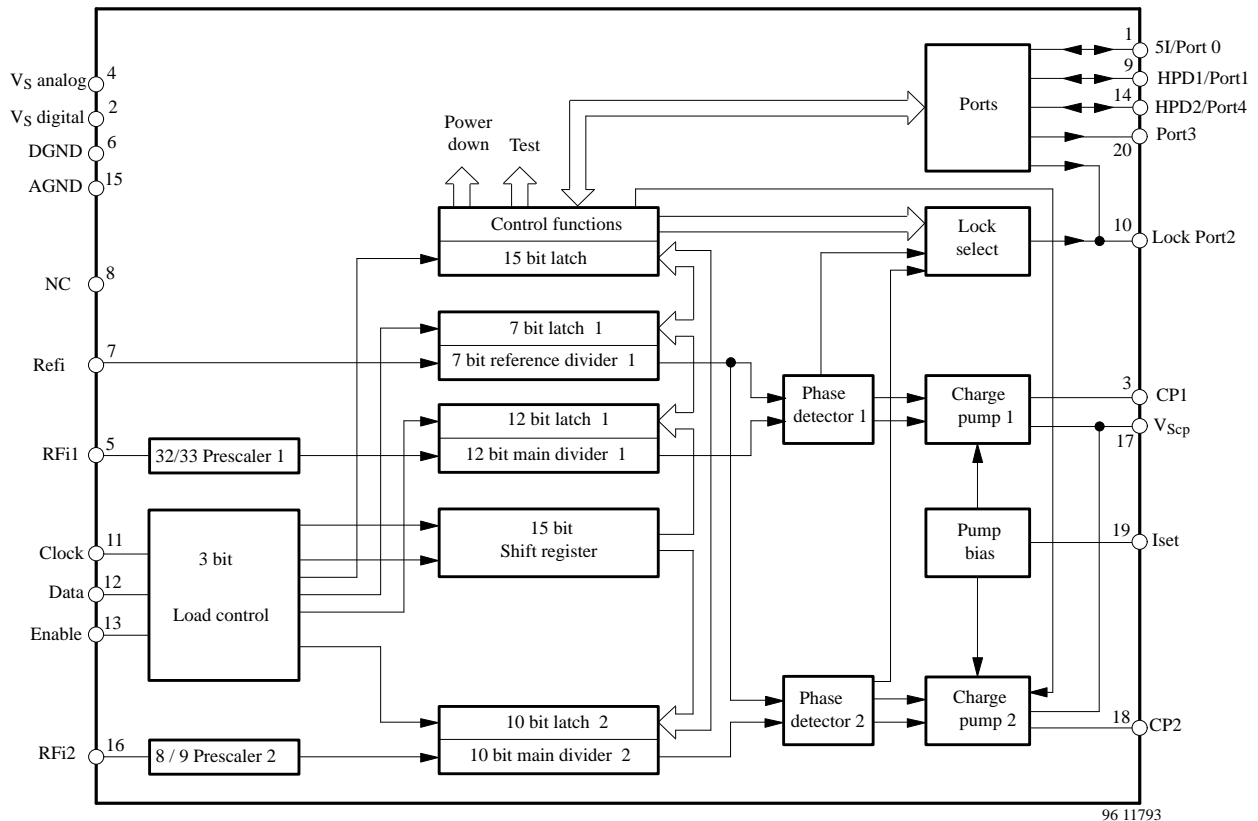 1
5I/Port 0
9
HPD1/Port1
14
HPD2/Port4
Port3
20
Ports
4
VS analog
2
VS digital
6
DGND
15
AGND
Power
down
Test
Control functions
15 bit latch
Lock
select
10
Lock Port2
8
NC
7 bit latch 1
7 bit reference divider 1
7
Refi
Phase
detector 1
Charge
pump 1
3
CP1
VScp
17
12 bit latch 1
12 bit main divider 1
5
RFi1
32/33 Prescaler 1
15 bit
Shift register
Pump
bias
19
Iset
11
Clock
12
Data
13
Enable
3 bit
Load control
Phase
detector 2
Charge
pump 2
18
CP2
10 bit latch 2
10 bit main divider 2
16
RFi2
8 / 9 Prescaler 2
96 11793